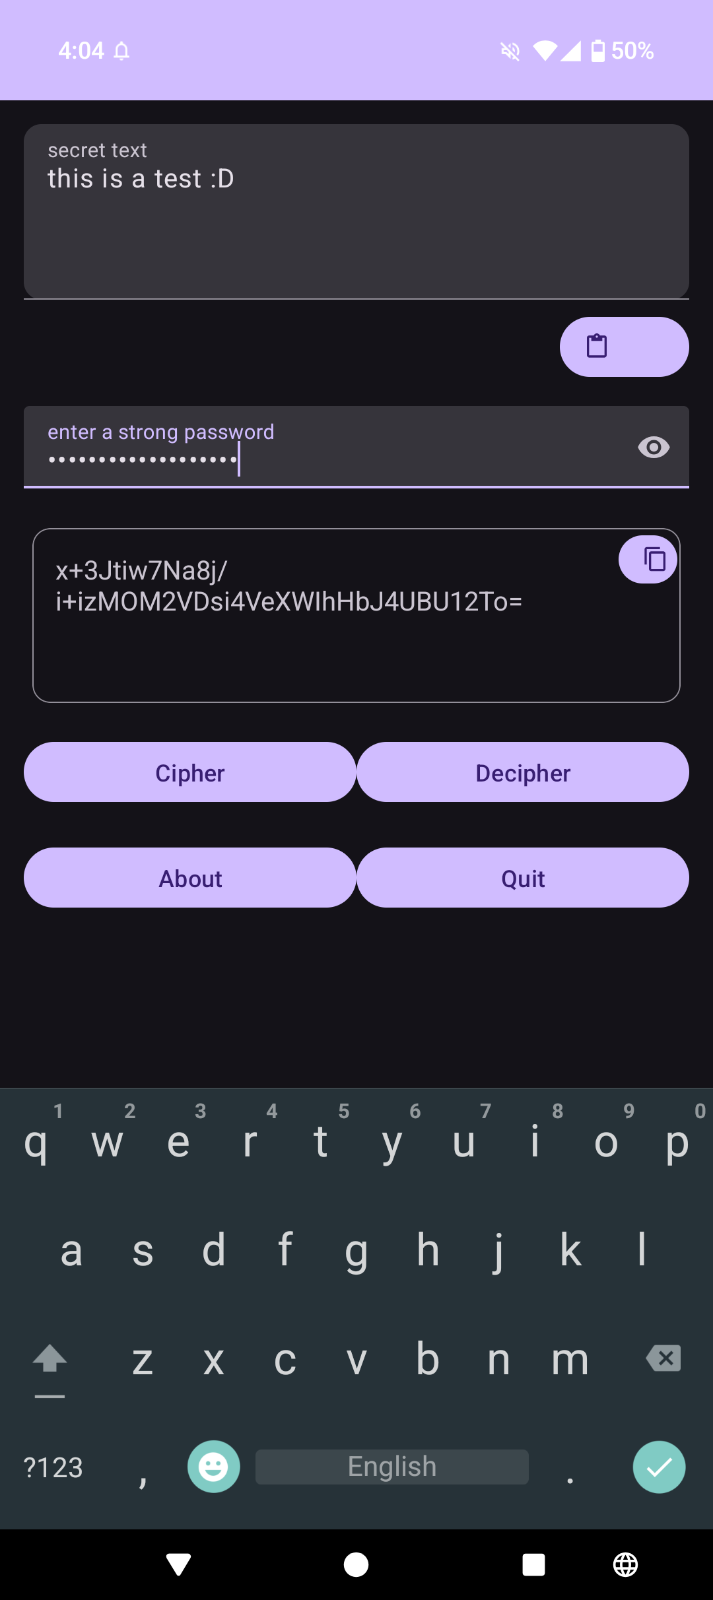 4:04 50%
secret text
this is a test :D
enter a strong password
•••••••••••••••••••
x+3Jtiw7Na8j/
i+izMOM2VDsi4VeXWIhHbJ4UBU12To=
Cipher Decipher
About Quit
1 2 3 4 5 6 7 8 9 0
q w e r t y u i o p
a s d f g h j k l
z x c v b n m
?123 , English .